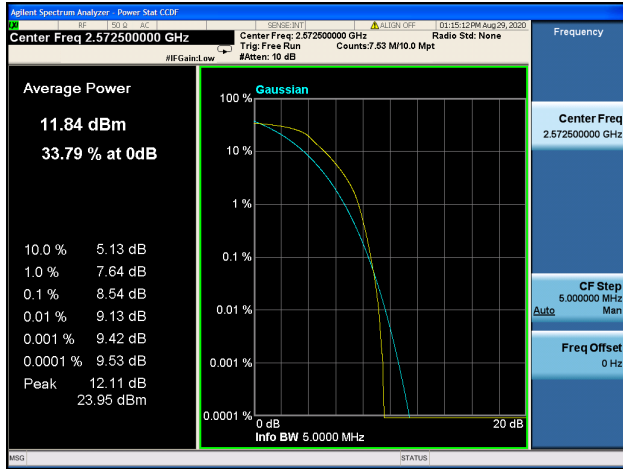 Agilent Spectrum Analyzer - Power Stat CCDF
RF 50 Ω AC SENSE:INT ALIGN OFF 01:15:12 PM Aug 29, 2020
Center Freq 2.572500000 GHz
Center Freq: 2.572500000 GHz Radio Std: None
Trig: Free Run Counts:7.53 M/10.0 Mpt
#IFGain:Low #Atten: 10 dB
Average Power
11.84 dBm
33.79 % at 0dB
10.0 % 5.13 dB
1.0 % 7.64 dB
0.1 % 8.54 dB
0.01 % 9.13 dB
0.001 % 9.42 dB
0.0001 % 9.53 dB
Peak 12.11 dB
23.95 dBm
Gaussian
100 %
10 %
1 %
0.1 %
0.01 %
0.001 %
0.0001 %
0 dB 20 dB
Info BW 5.0000 MHz
Frequency
Center Freq
2.572500000 GHz
CF Step
5.000000 MHz
Auto Man
Freq Offset
0 Hz
MSG STATUS